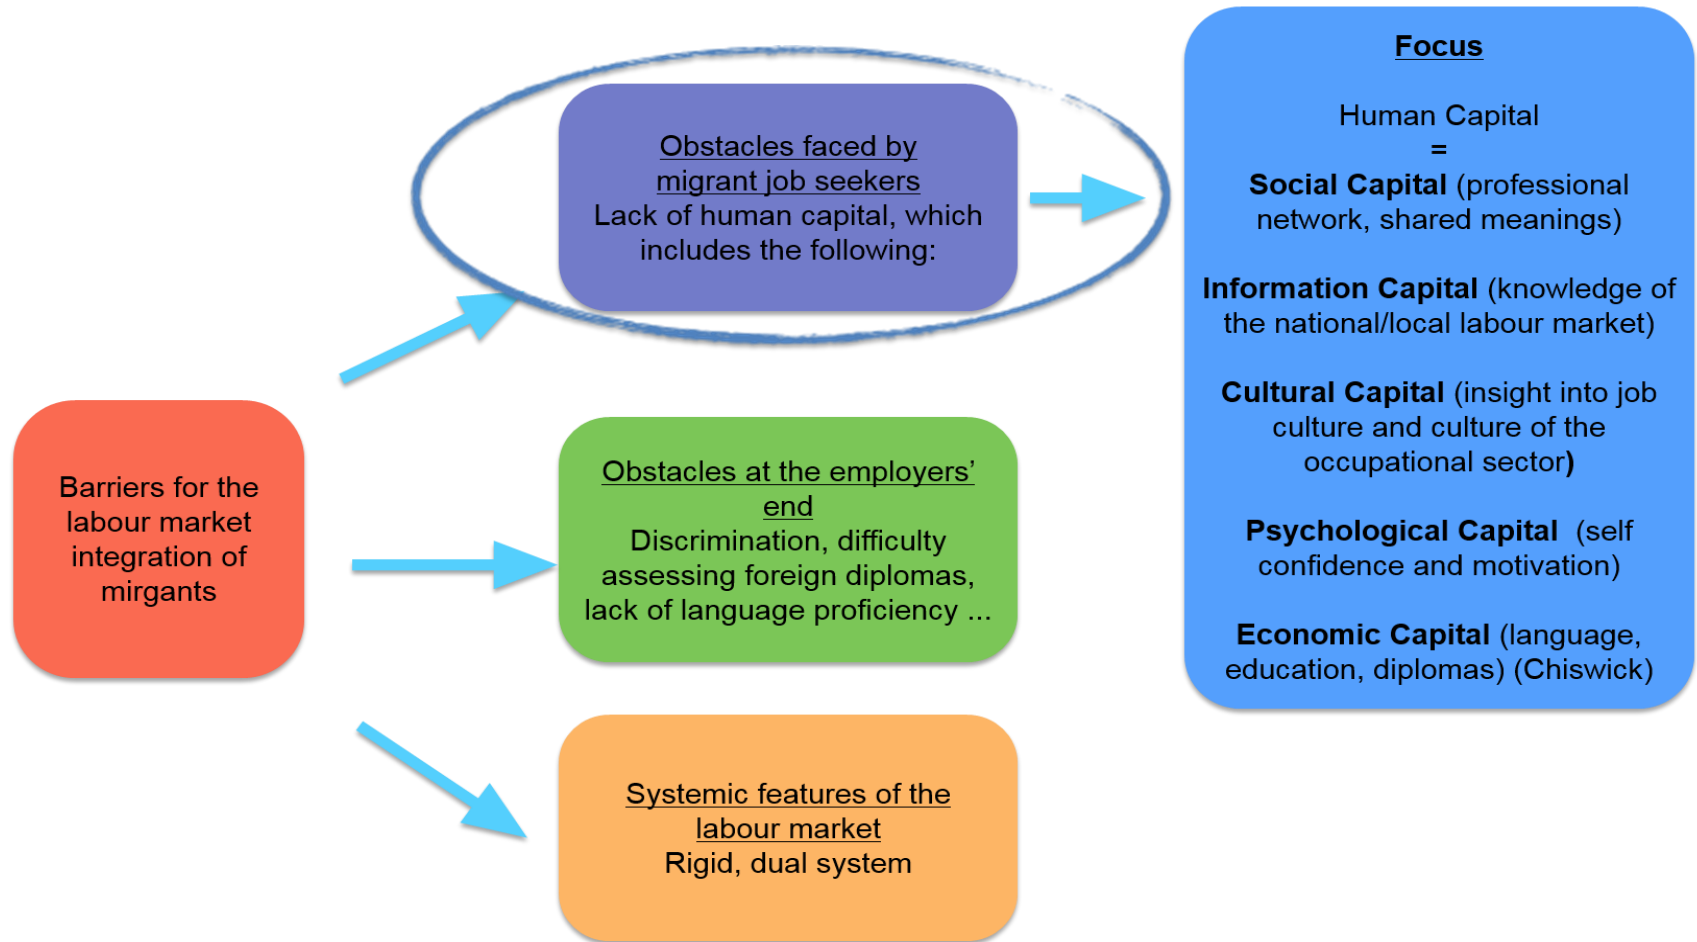 Barriers for the
labour market
integration of
mirgants
Obstacles faced by
migrant job seekers
Lack of human capital, which
includes the following:
Obstacles at the employers’
end
Discrimination, difficulty
assessing foreign diplomas,
lack of language proficiency ...
Systemic features of the
labour market
Rigid, dual system
Focus
Human Capital
=
Social Capital (professional
network, shared meanings)
Information Capital (knowledge of
the national/local labour market)
Cultural Capital (insight into job
culture and culture of the
occupational sector)
Psychological Capital  (self
confidence and motivation)
Economic Capital (language,
education, diplomas) (Chiswick)